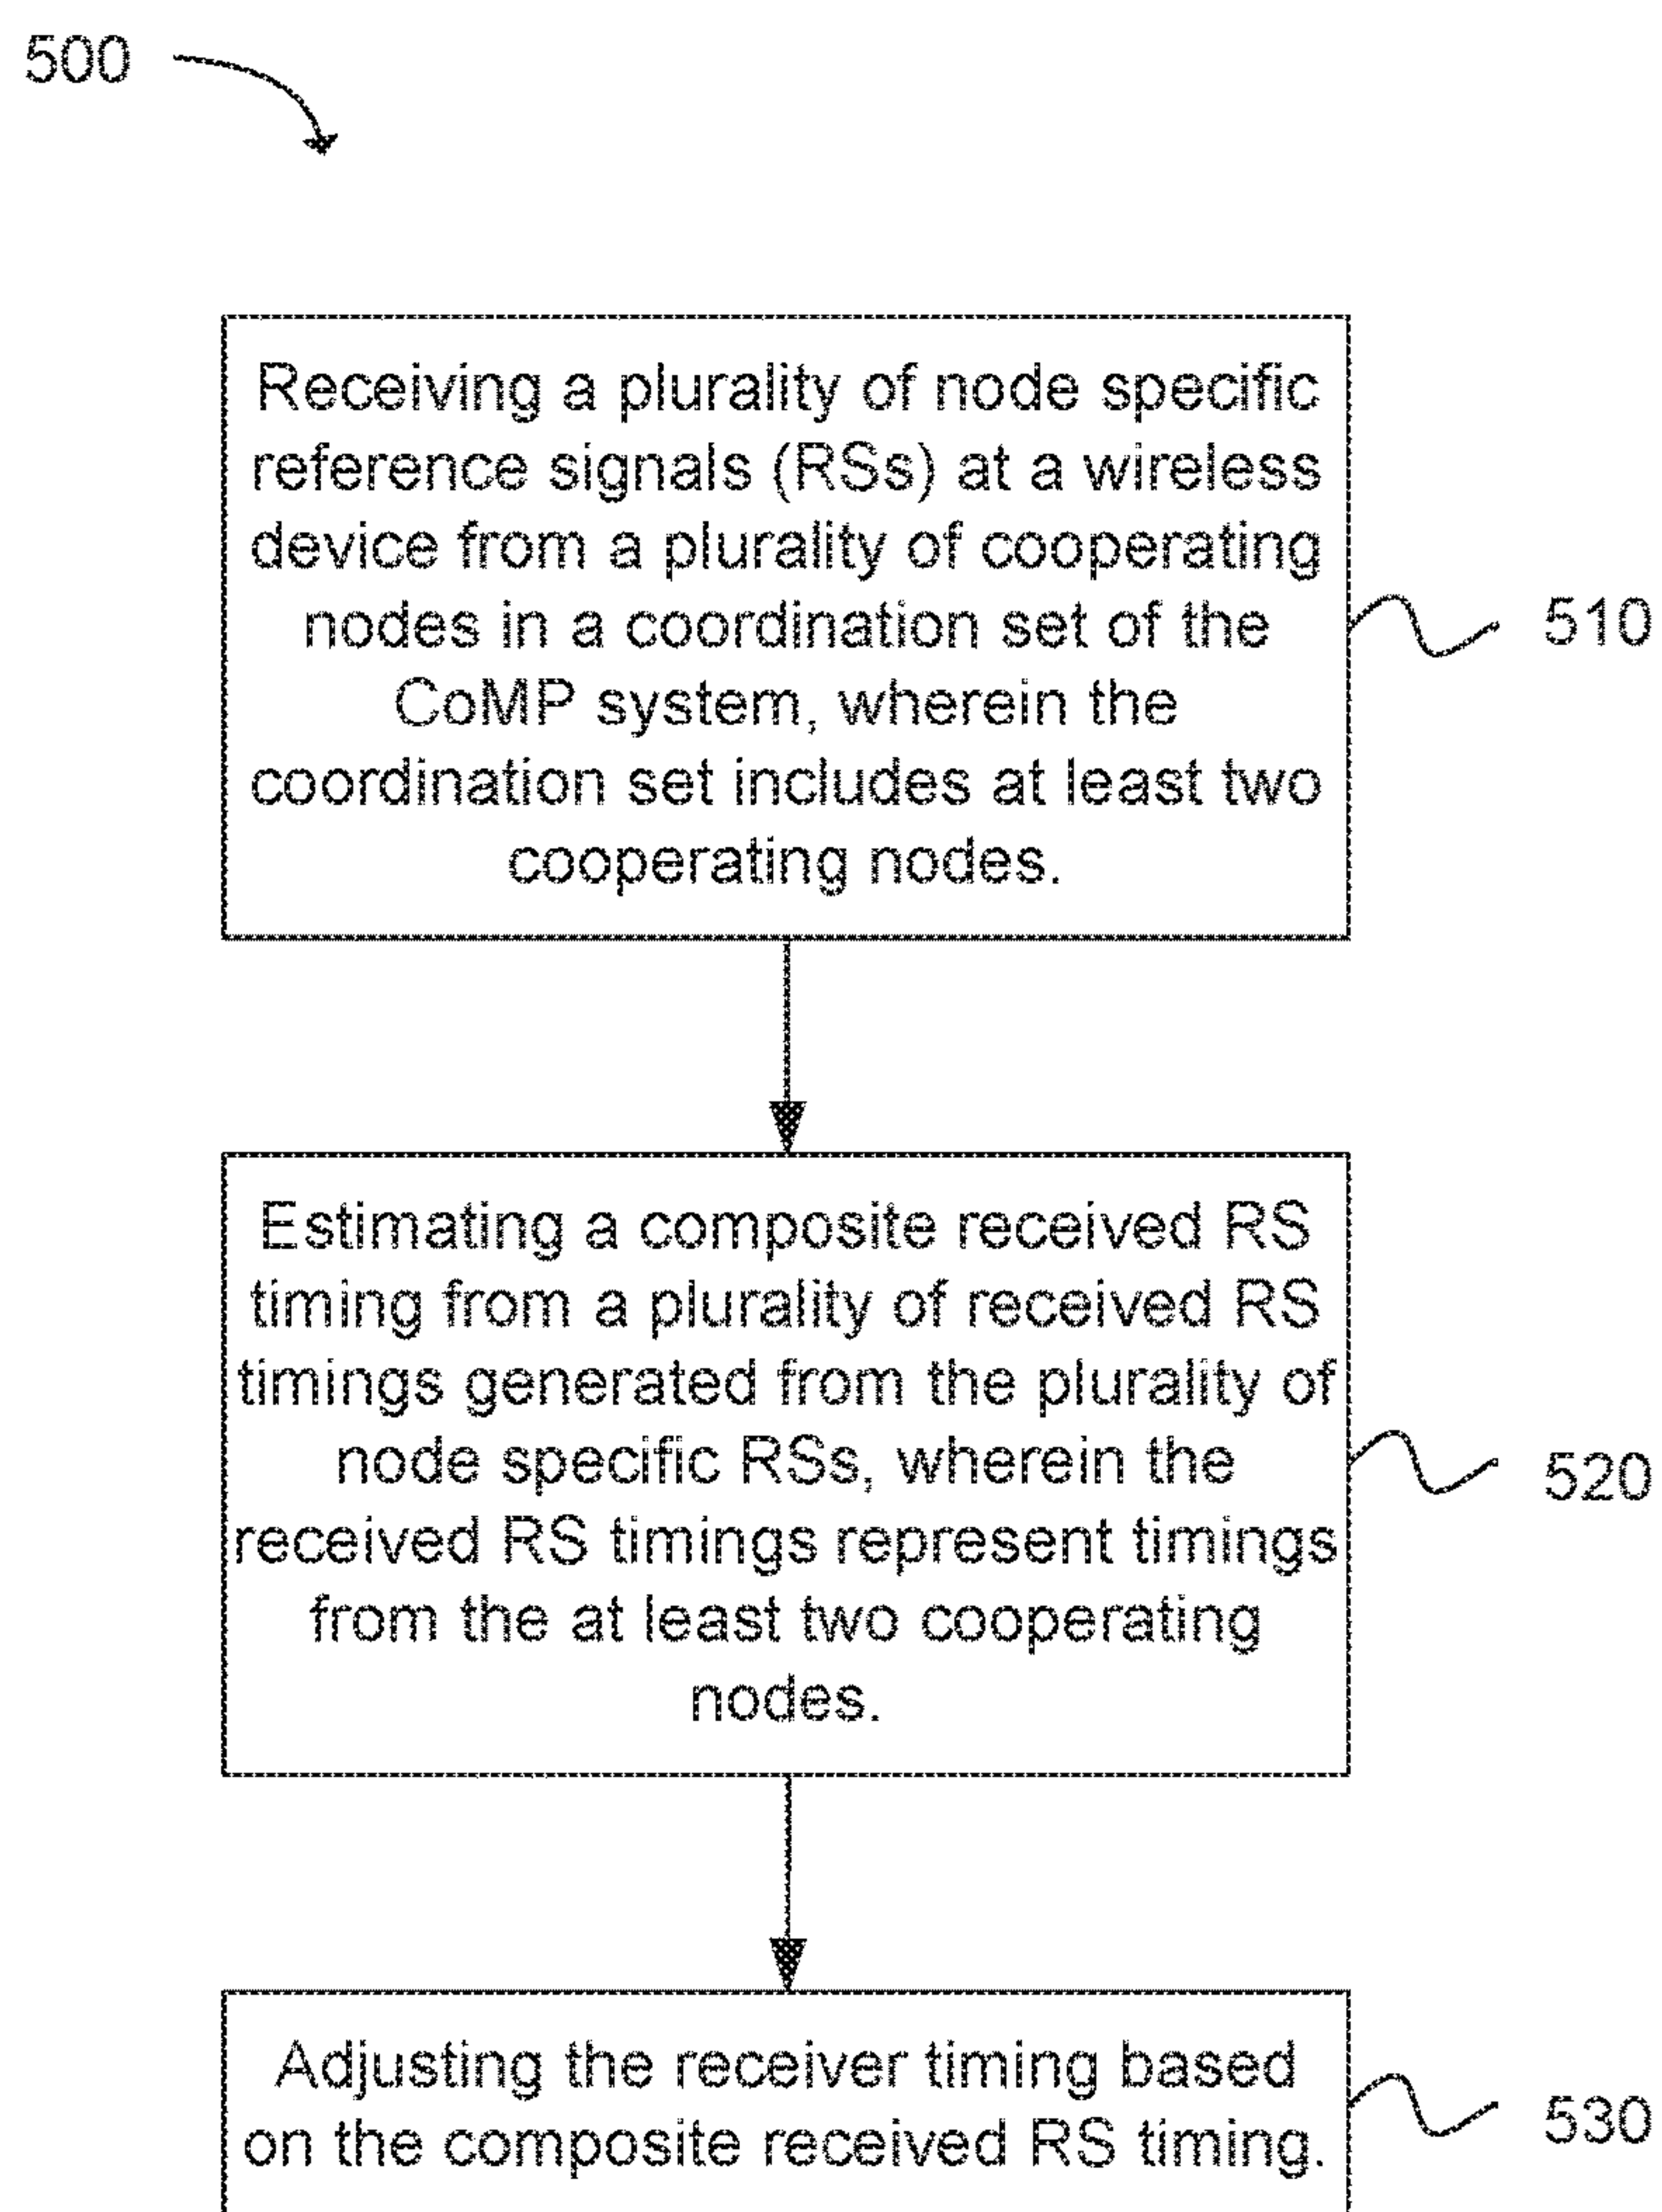 500
Receiving a plurality of node specific
reference signals (RSs) at a wireless
device from a plurality of cooperating
nodes in a coordination set of the
CoMP system, wherein the
coordination set includes at least two
cooperating nodes.
510
Estimating a composite received RS
timing from a plurality of received RS
timings generated from the plurality of
node specific RSs, wherein the
received RS timings represent timings
from the at least two cooperating
nodes.
520
Adjusting the receiver timing based
on the composite received RS timing.
530